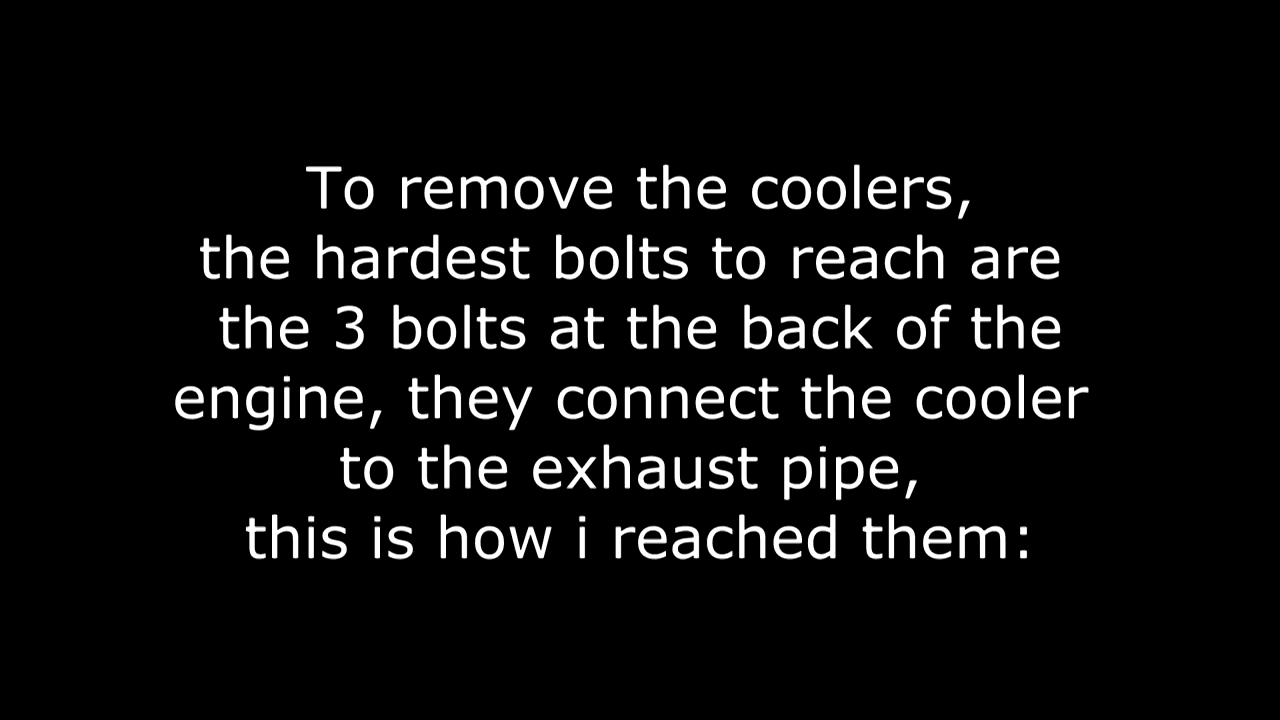 To remove the coolers,
the hardest bolts to reach are
the 3 bolts at the back of the
engine, they connect the cooler
to the exhaust pipe,
this is how i reached them: